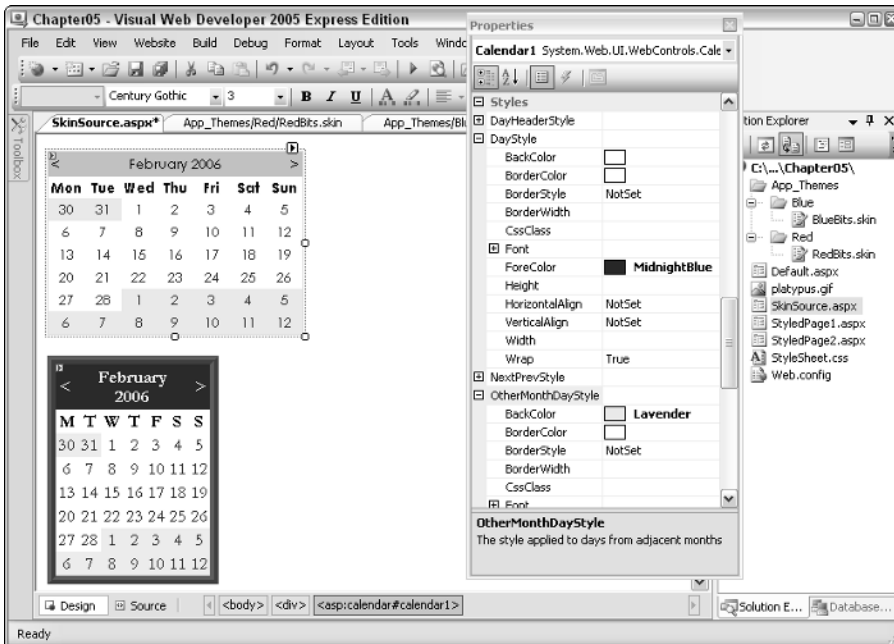 Chapter05 - Visual Web Developer 2005 Express Edition
File Edit View Website Build Debug Format Layout Tools Windo
Century Gothic 3 B I U A
SkinSource.aspx* App_Themes/Red/RedBits.skin App_Themes/Bl
Toolbox
< February 2006 >
Mon Tue Wed Thu Fri Sat Sun
30 31 1 2 3 4 5
6 7 8 9 10 11 12
13 14 15 16 17 18 19
20 21 22 23 24 25 26
27 28 1 2 3 4 5
6 7 8 9 10 11 12
< February 2006 >
M T W T F S S
30 31 1 2 3 4 5
6 7 8 9 10 11 12
13 14 15 16 17 18 19
20 21 22 23 24 25 26
27 28 1 2 3 4 5
6 7 8 9 10 11 12
Properties
Calendar1 System.Web.UI.WebControls.Cale
Styles
DayHeaderStyle
DayStyle
BackColor
BorderColor
BorderStyle NotSet
BorderWidth
CssClass
Font
ForeColor MidnightBlue
Height
HorizontalAlign NotSet
VerticalAlign NotSet
Width
Wrap True
NextPrevStyle
OtherMonthDayStyle
BackColor Lavender
BorderColor
BorderStyle NotSet
BorderWidth
CssClass
Font
OtherMonthDayStyle
The style applied to days from adjacent months
tion Explorer
C:\...\Chapter05\
App_Themes
Blue
BlueBits.skin
Red
RedBits.skin
Default.aspx
platypus.gif
SkinSource.aspx
StyledPage1.aspx
StyledPage2.aspx
StyleSheet.css
Web.config
Design Source <body> <div> <asp:calendar#calendar1>
Solution E... Database...
Ready